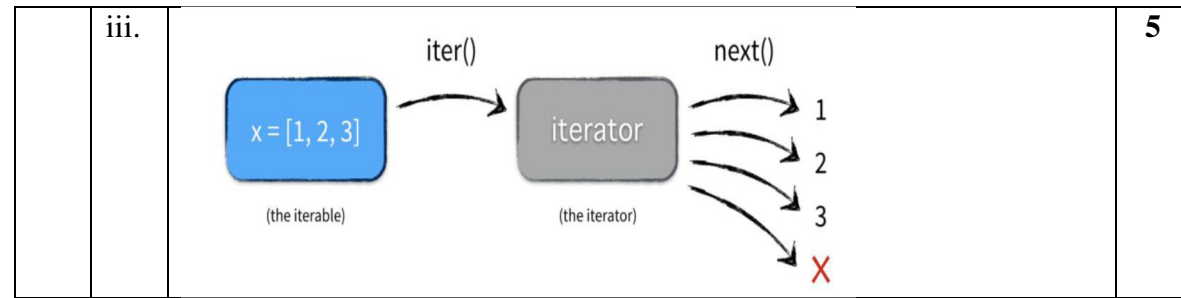 iii.
5
iter()
next()
x = [1, 2, 3]
iterator
1
2
3
X
(the iterable)
(the iterator)